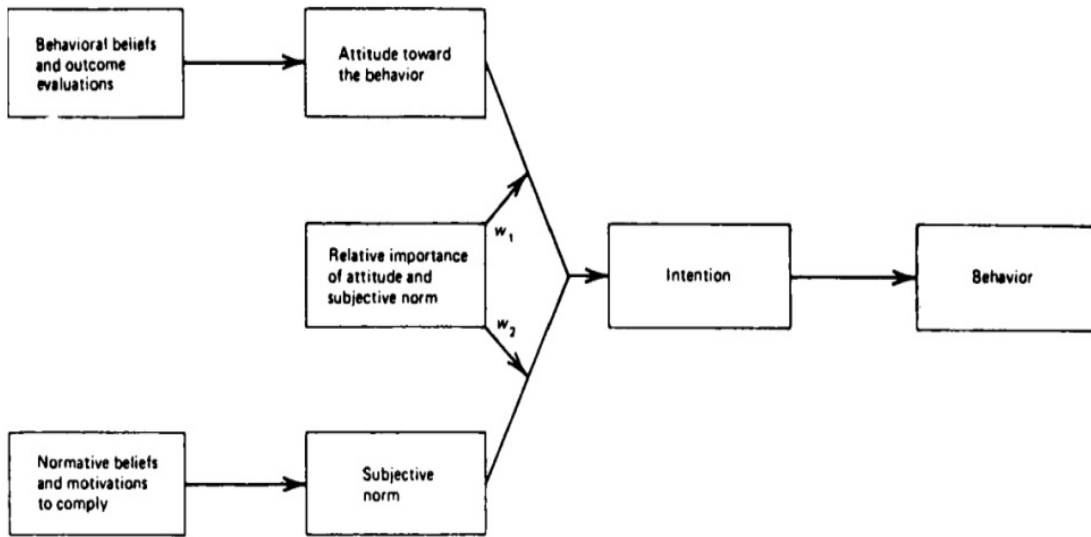 Behavioral beliefs
and outcome
evaluations
Attitude toward
the behavior
Relative importance
of attitude and
subjective norm
w1
w2
Intention
Behavior
Normative beliefs
and motivations
to comply
Subjective
norm